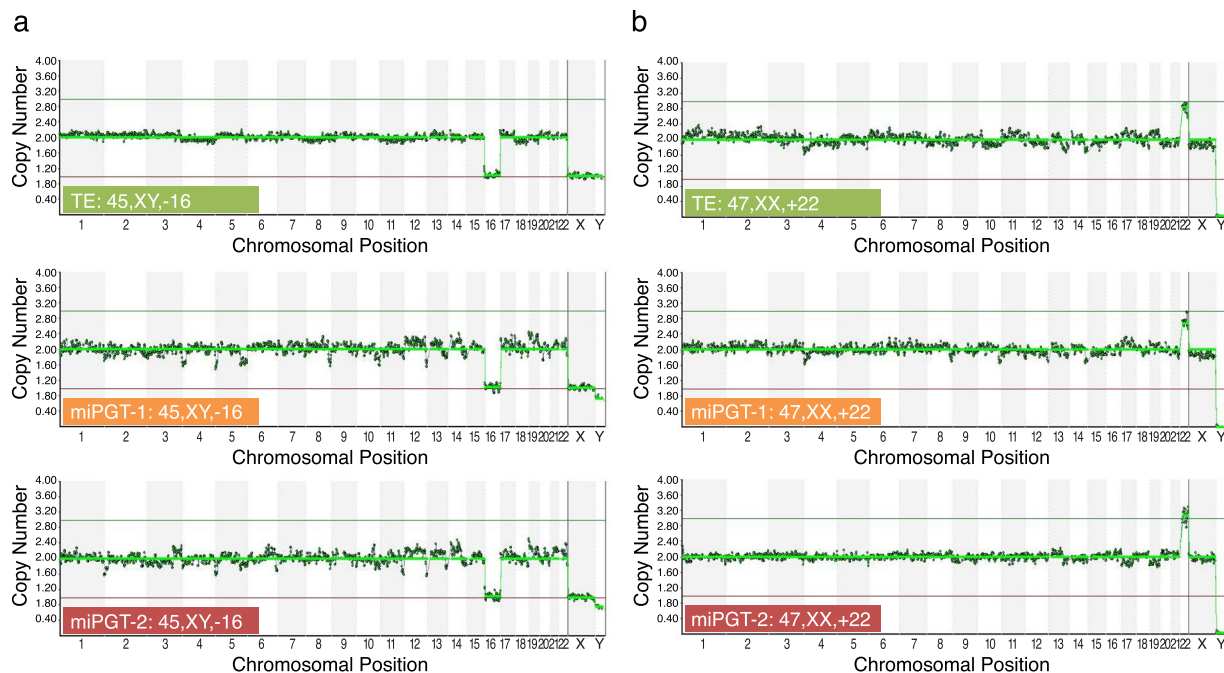 a
b
4.00
3.60
3.20
2.80
2.40
2.00
1.60
1.20
1.80
0.40
Copy Number
TE: 45,XY,-16
1 2 3 4 5 6 7 8 9 10 11 12 13 14 15 16 17 18 19 20 21 22 X Y
Chromosomal Position
4.00
3.60
3.20
2.80
2.40
2.00
1.60
1.20
1.80
0.40
Copy Number
TE: 47,XX,+22
1 2 3 4 5 6 7 8 9 10 11 12 13 14 15 16 17 18 19 20 21 22 X Y
Chromosomal Position
4.00
3.60
3.20
2.80
2.40
2.00
1.60
1.20
1.80
0.40
Copy Number
miPGT-1: 45,XY,-16
1 2 3 4 5 6 7 8 9 10 11 12 13 14 15 16 17 18 19 20 21 22 X Y
Chromosomal Position
4.00
3.60
3.20
2.80
2.40
2.00
1.60
1.20
1.80
0.40
Copy Number
miPGT-1: 47,XX,+22
1 2 3 4 5 6 7 8 9 10 11 12 13 14 15 16 17 18 19 20 21 22 X Y
Chromosomal Position
4.00
3.60
3.20
2.80
2.40
2.00
1.60
1.20
1.80
0.40
Copy Number
miPGT-2: 45,XY,-16
1 2 3 4 5 6 7 8 9 10 11 12 13 14 15 16 17 18 19 20 21 22 X Y
Chromosomal Position
4.00
3.60
3.20
2.80
2.40
2.00
1.60
1.20
1.80
0.40
Copy Number
miPGT-2: 47,XX,+22
1 2 3 4 5 6 7 8 9 10 11 12 13 14 15 16 17 18 19 20 21 22 X Y
Chromosomal Position